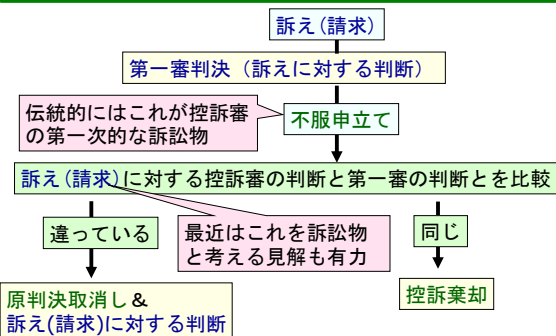 訴え(請求)
第一審判決（訴えに対する判断）
伝統的にはこれが控訴審
の第一次的な訴訟物
不服申立て
訴え(請求)に対する控訴審の判断と第一審の判断とを比較
違っている
最近はこれを訴訟物
と考える見解も有力
同じ
原判決取消し＆
訴え(請求)に対する判断
控訴棄却